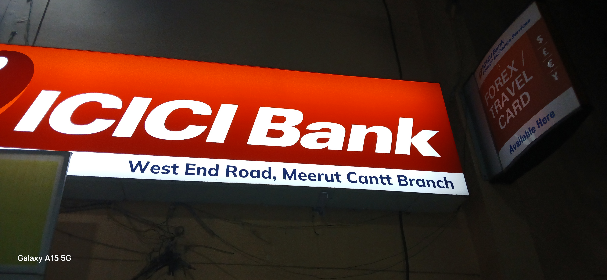 ICICI Bank
West End Road, Meerut Cantt Branch
FOREX /
TRAVEL
CARD
Available Here
Galaxy A15 5G